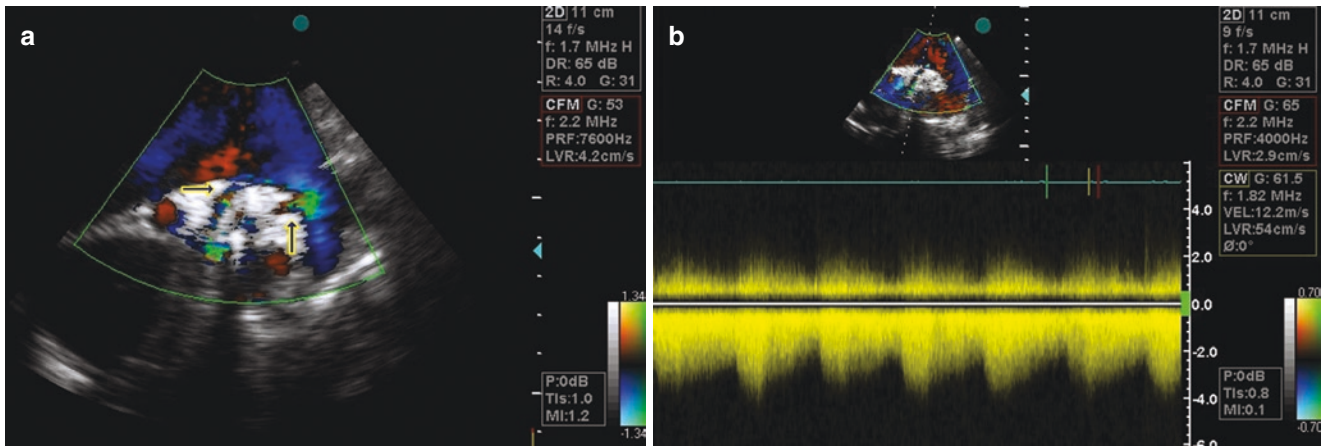 a
2D 11 cm
14 f/s
f: 1.7 MHz H
DR: 65 dB
R: 4.0 G: 31
CFM G: 53
f: 2.2 MHz
PRF:7600Hz
LVR:4.2cm/s
1.34
-1.34
P:0dB
TIs:1.0
MI:1.2
b
2D 11 cm
9 f/s
f: 1.7 MHz H
DR: 65 dB
R: 4.0 G: 31
CFM G: 65
f: 2.2 MHz
PRF:4000Hz
LVR:2.9cm/s
CW G: 61.5
f: 1.82 MHz
VEL:12.2m/s
LVR:54cm/s
Ø:0°
4.0
2.0
0.0
-2.0
-4.0
-6.0
0.70
-0.70
P:0dB
TIs:0.8
MI:0.1